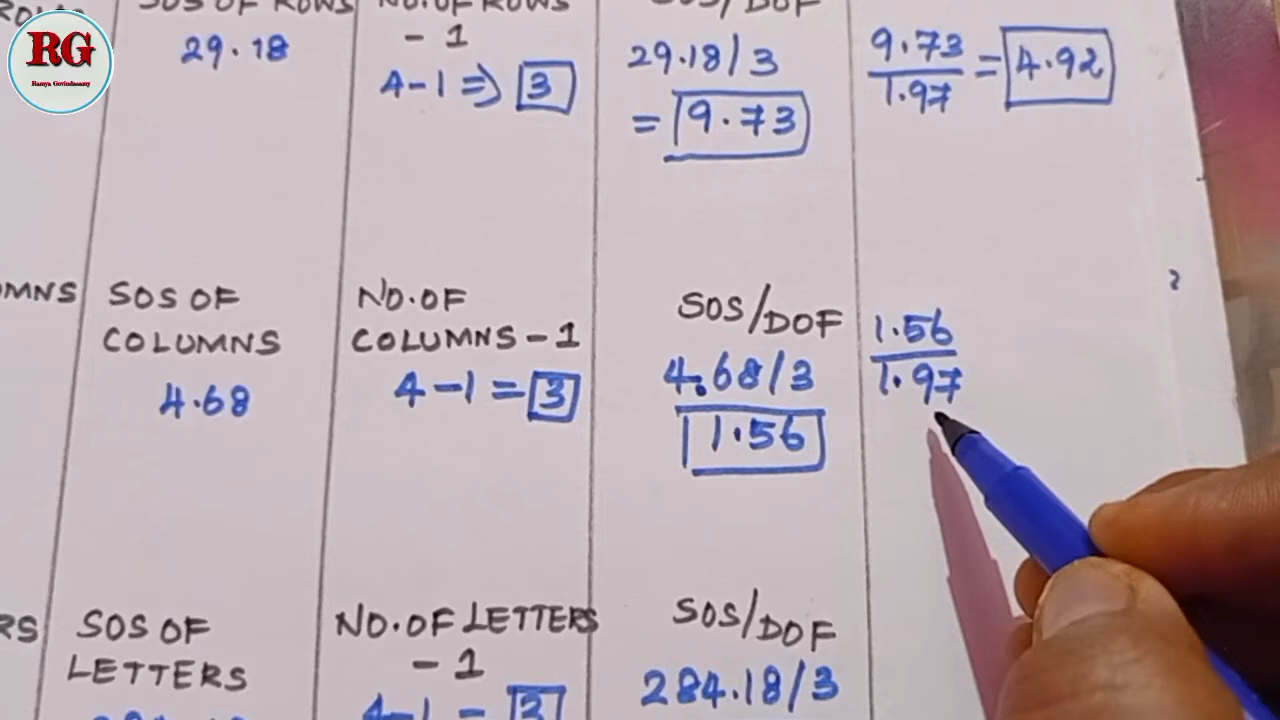 RG
Ramya Govindasamy
SOS OF ROWS
29.18
NO.OF ROWS
- 1
4-1 => 3
SOS/DOF
29.18/3
= 9.73
9.73
1.97
= 4.92
SOS OF
COLUMNS
4.68
NO.OF
COLUMNS-1
4-1 = 3
SOS/DOF
4.68/3
1.56
1.56
1.97
SOS OF
LETTERS
NO.OF LETTERS
- 1
4-1 = 3
SOS/DOF
284.18/3